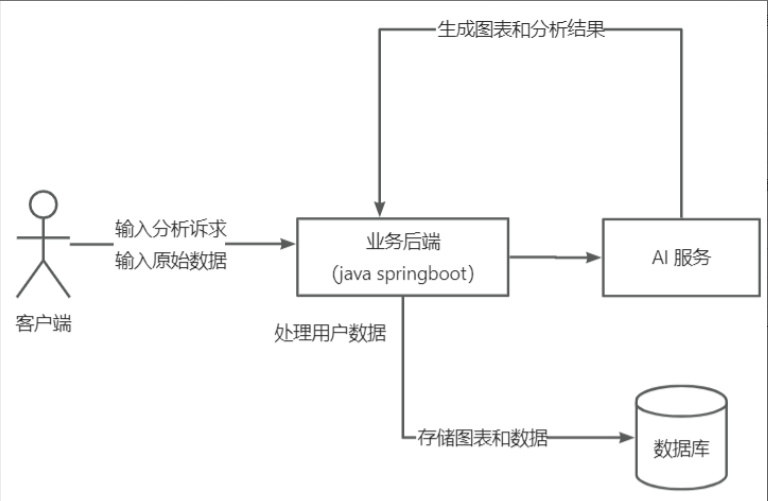 生成图表和分析结果
输入分析诉求
输入原始数据
业务后端
（java springboot）
AI 服务
客户端
处理用户数据
存储图表和数据
数据库